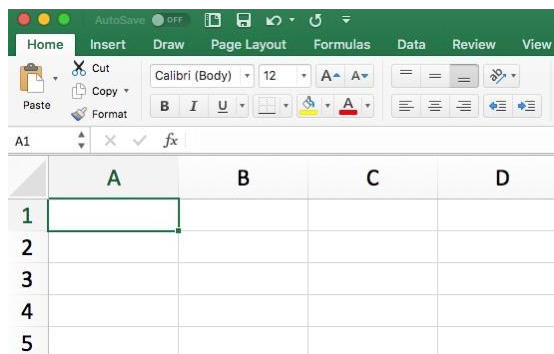 AutoSave OFF
Home Insert Draw Page Layout Formulas Data Review View
Cut
Calibri (Body) 12 A A
Copy
Paste
Format
B I U A
A1 fx
A B C D
1
2
3
4
5